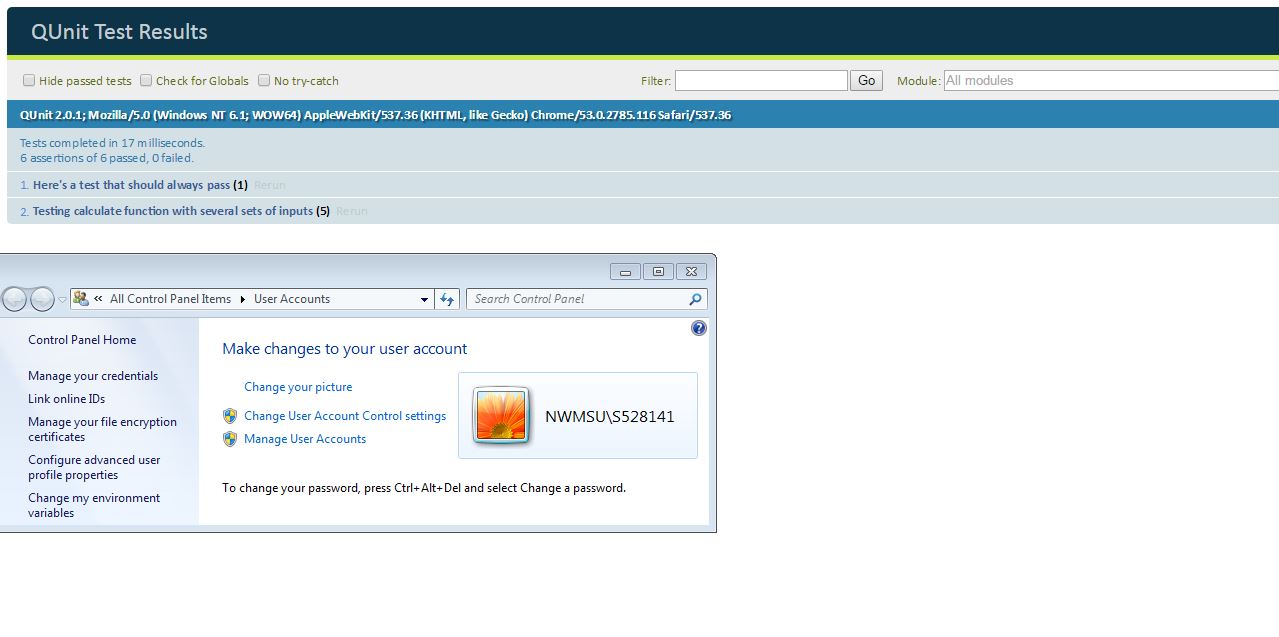 QUnit Test Results
Hide passed tests Check for Globals No try-catch Filter: Go Module: All modules
QUnit 2.0.1; Mozilla/5.0 (Windows NT 6.1; WOW64) AppleWebKit/537.36 (KHTML, like Gecko) Chrome/53.0.2785.116 Safari/537.36
Tests completed in 17 milliseconds.
6 assertions of 6 passed, 0 failed.
1. Here's a test that should always pass (1) Rerun
2. Testing calculate function with several sets of inputs (5) Rerun
« All Control Panel Items User Accounts Search Control Panel
Control Panel Home
Manage your credentials
Link online IDs
Manage your file encryption
certificates
Configure advanced user
profile properties
Change my environment
variables
Make changes to your user account
Change your picture
Change User Account Control settings
Manage User Accounts
NWMSU\S528141
To change your password, press Ctrl+Alt+Del and select Change a password.